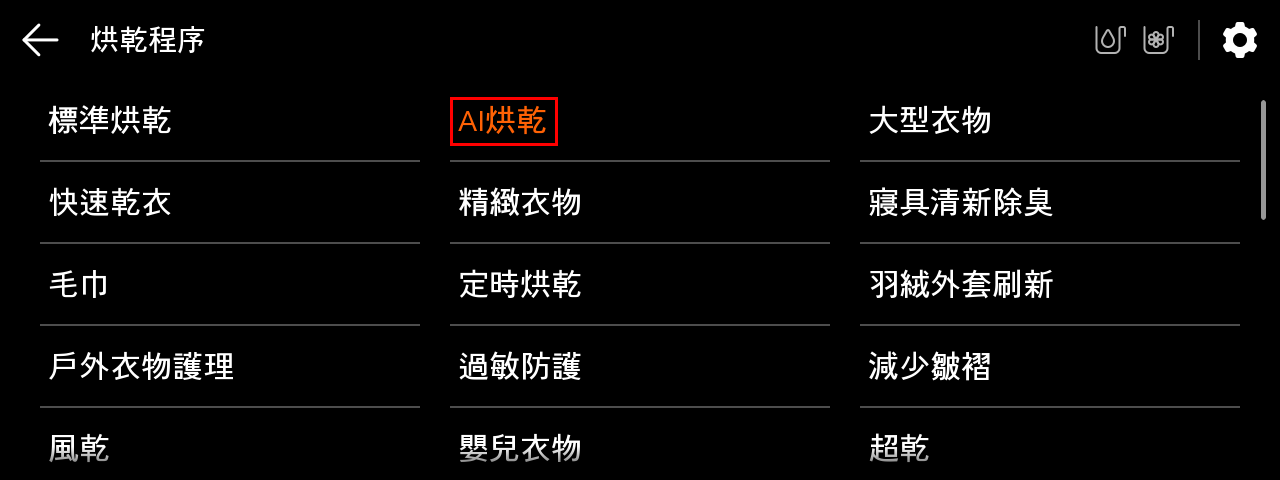 烘乾程序
標準烘乾
AI烘乾
大型衣物
快速乾衣
精緻衣物
寢具清新除臭
毛巾
定時烘乾
羽絨外套刷新
戶外衣物護理
過敏防護
減少皺褶
風乾
嬰兒衣物
超乾